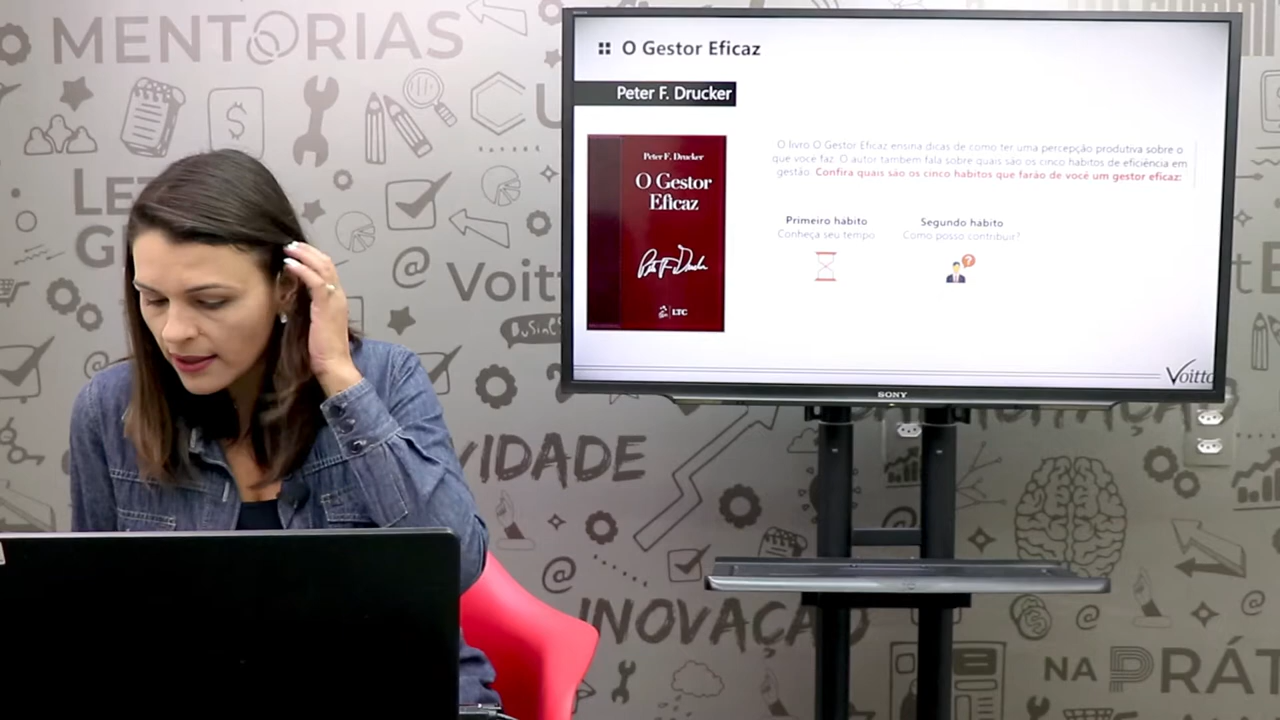 MENTORIAS
O Gestor Eficaz
Peter F. Drucker
Peter F. Drucker
O Gestor
Eficaz
LTC
O livro O Gestor Eficaz ensina dicas de como ter uma percepção produtiva sobre o
que você faz. O autor também fala sobre quais são os cinco hábitos de eficiência em
gestão. Confira quais são os cinco hábitos que farão de você um gestor eficaz:
Primeiro hábito
Conheça seu tempo
Segundo hábito
Como posso contribuir?
Voitto
SONY
Voitt
VIDADE
INOVAÇÃ
NA PRÁT